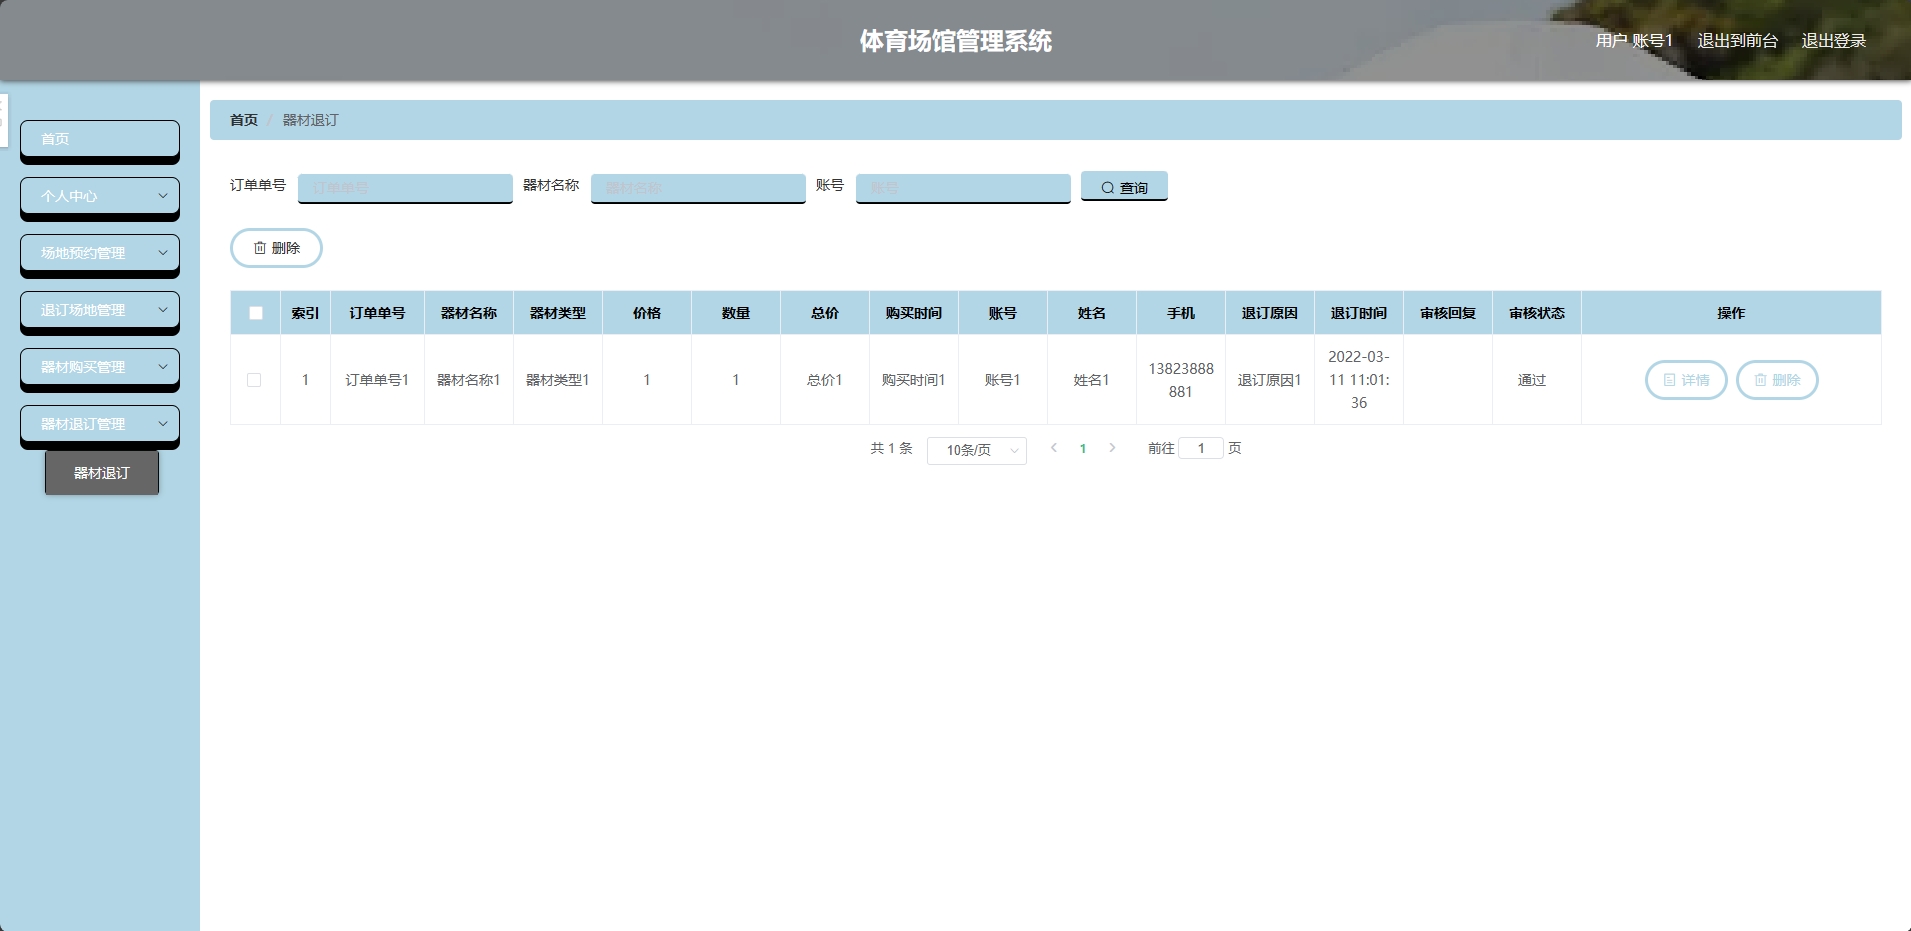 体育场馆管理系统
用户 账号1 退出到前台 退出登录
首页
个人中心
场地预约管理
退订场地管理
器材购买管理
器材退订管理
器材退订
首页 / 器材退订
订单单号 订单单号 器材名称 器材名称 账号 账号 查询
删除
索引 订单单号 器材名称 器材类型 价格 数量 总价 购买时间 账号 姓名 手机 退订原因 退订时间 审核回复 审核状态 操作
1 订单单号1 器材名称1 器材类型1 1 1 总价1 购买时间1 账号1 姓名1 13823888
881 退订原因1 2022-03-
11 11:01:
36 通过 详情 删除
共 1 条 10条/页 1 前往 1 页